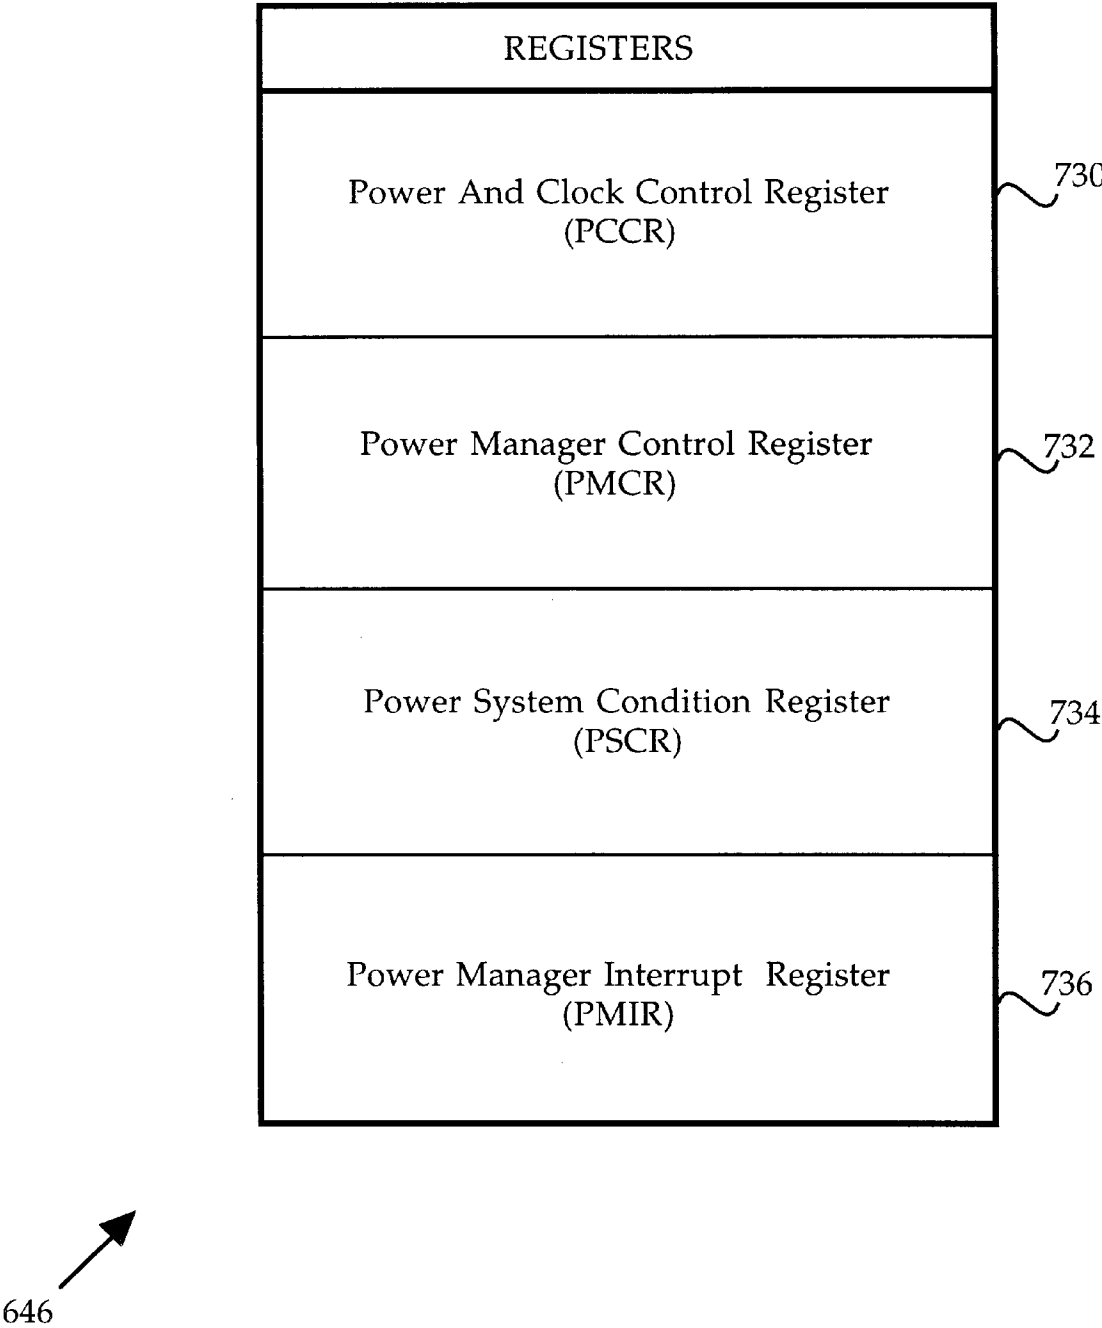 REGISTERS
Power And Clock Control Register
(PCCR)
730
Power Manager Control Register
(PMCR)
732
Power System Condition Register
(PSCR)
734
Power Manager Interrupt Register
(PMIR)
736
646